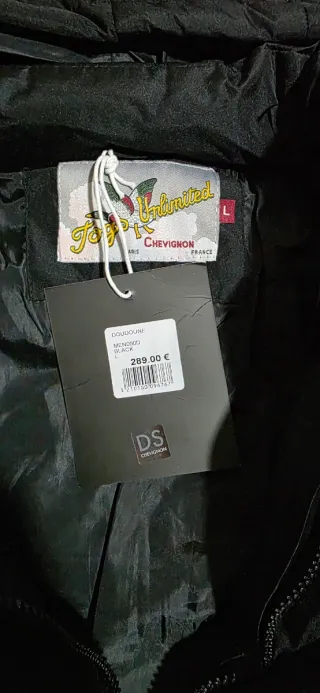 Togs Unlimited
CHEVIGNON
PARIS FRANCE
L
DOUDOUNE
BLACK
L 289.00 €
DS
CHEVIGNON